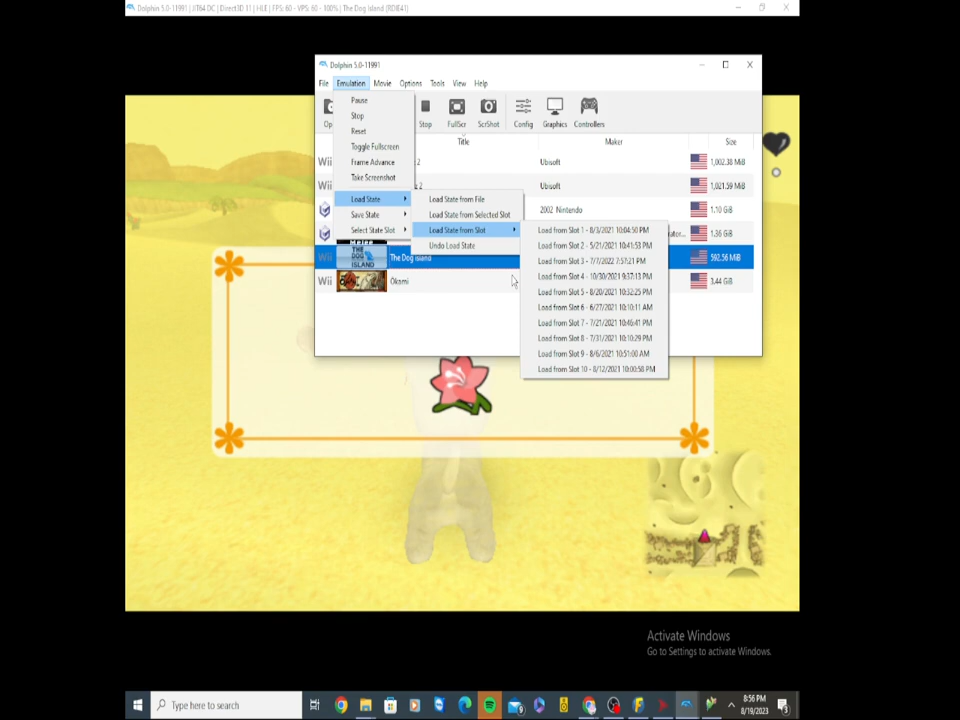 Dolphin 5.0-11991 | JIT64 DC | Direct3D 11 | HLE | FPS: 60 - VPS: 60 - 100% | The Dog Island (RDIE41)
Dolphin 5.0-11991
File Emulation Movie Options Tools View Help
Pause
Stop
Reset
Toggle Fullscreen
Frame Advance
Take Screenshot
Load State
Save State
Select State Slot
Stop FullScr ScrShot Config Graphics Controllers
Title Maker Size
Wii 2 Ubisoft 1,002.38 MiB
Wii 2 Ubisoft 1,021.59 MiB
2002 Nintendo 1.10 GiB
1.36 GiB
Wii THE DOG ISLAND The Dog Island 592.56 MiB
Wii Okami 3.44 GiB
Load State from File
Load State from Selected Slot
Load State from Slot
Undo Load State
Load from Slot 1 - 8/3/2021 10:04:50 PM
Load from Slot 2 - 5/21/2021 10:41:53 PM
Load from Slot 3 - 7/7/2022 7:57:21 PM
Load from Slot 4 - 10/30/2021 9:37:13 PM
Load from Slot 5 - 8/20/2021 10:32:25 PM
Load from Slot 6 - 6/27/2021 10:10:11 AM
Load from Slot 7 - 7/21/2021 10:46:41 PM
Load from Slot 8 - 7/31/2021 10:10:29 PM
Load from Slot 9 - 8/6/2021 10:51:00 AM
Load from Slot 10 - 8/12/2021 10:00:58 PM
Activate Windows
Go to Settings to activate Windows.
Type here to search
8:56 PM
8/19/2023